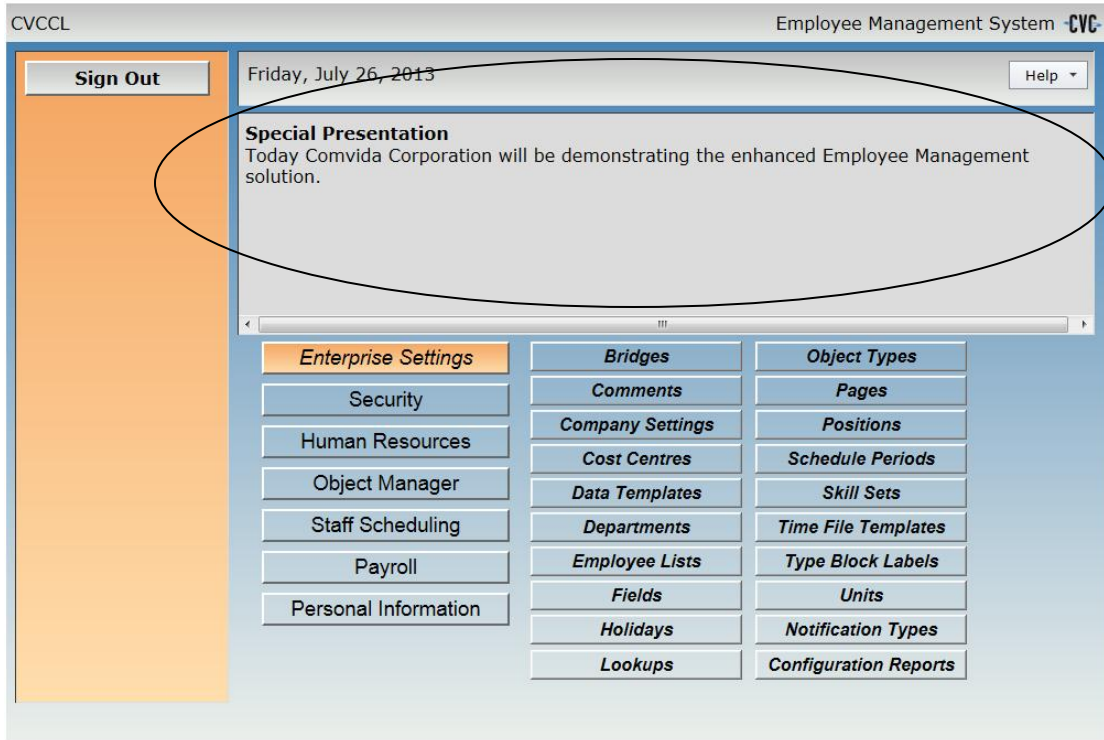 CVCCL
Employee Management System CVC
Sign Out
Friday, July 26, 2013
Help
Special Presentation
Today Comvida Corporation will be demonstrating the enhanced Employee Management
solution.
Enterprise Settings
Security
Human Resources
Object Manager
Staff Scheduling
Payroll
Personal Information
Bridges
Comments
Company Settings
Cost Centres
Data Templates
Departments
Employee Lists
Fields
Holidays
Lookups
Object Types
Pages
Positions
Schedule Periods
Skill Sets
Time File Templates
Type Block Labels
Units
Notification Types
Configuration Reports